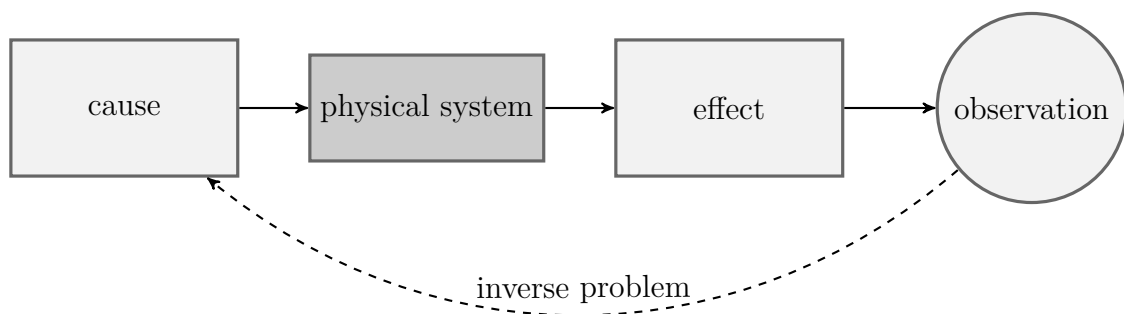 cause
physical system
effect
observation
inverse problem